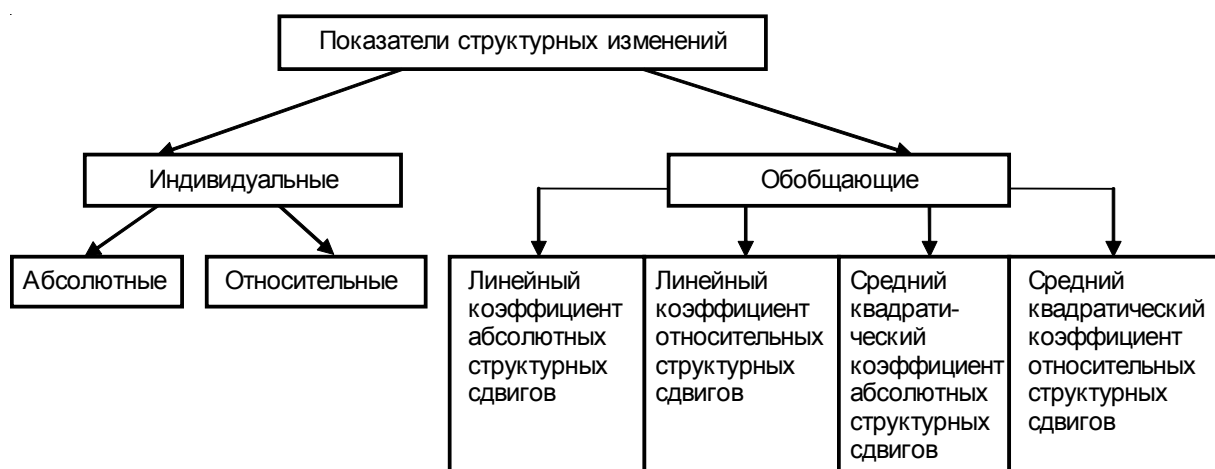 Показатели структурных изменений
Индивидуальные
Обобщающие
Абсолютные
Относительные
Линейный
коэффициент
абсолютных
структурных
сдвигов
Линейный
коэффициент
относительных
структурных
сдвигов
Средний
квадрати-
ческий
коэффициент
абсолютных
структурных
сдвигов
Средний
квадратический
коэффициент
относительных
структурных
сдвигов